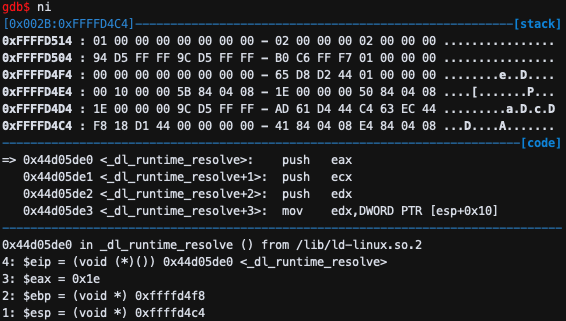 gdb$ ni
[0x002B:0xFFFFD4C4]------------------------------------------------------[stack]
0xFFFFD514 : 01 00 00 00 00 00 00 00 - 02 00 00 00 02 00 00 00 ................
0xFFFFD504 : 94 D5 FF FF 9C D5 FF FF - B0 C6 FF F7 01 00 00 00 ................
0xFFFFD4F4 : 00 00 00 00 00 00 00 00 - 65 D8 D2 44 01 00 00 00 ........e..D....
0xFFFFD4E4 : 00 10 00 00 5B 84 04 08 - 1E 00 00 00 50 84 04 08 ....[.......P...
0xFFFFD4D4 : 1E 00 00 00 9C D5 FF FF - AD 61 D4 44 C4 63 EC 44 .........a.D.c.D
0xFFFFD4C4 : F8 18 D1 44 00 00 00 00 - 41 84 04 08 E4 84 04 08 ...D....A.......
--------------------------------------------------------------------------[code]
=> 0x44d05de0 <_dl_runtime_resolve>: push eax
0x44d05de1 <_dl_runtime_resolve+1>: push ecx
0x44d05de2 <_dl_runtime_resolve+2>: push edx
0x44d05de3 <_dl_runtime_resolve+3>: mov edx,DWORD PTR [esp+0x10]
--------------------------------------------------------------------------------
0x44d05de0 in _dl_runtime_resolve () from /lib/ld-linux.so.2
4: $eip = (void (*)()) 0x44d05de0 <_dl_runtime_resolve>
3: $eax = 0x1e
2: $ebp = (void *) 0xffffd4f8
1: $esp = (void *) 0xffffd4c4